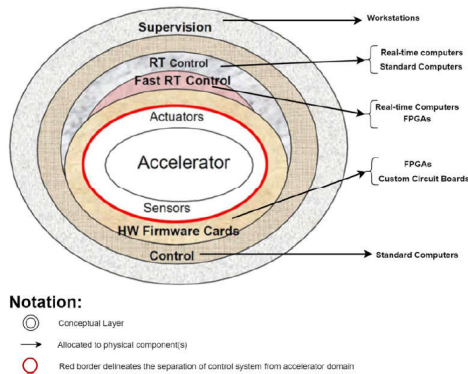 Workstations
Supervision
RT Control
Real-time computers
Standard Computers
Fast RT Control
Actuators
Real-time Computers
FPGAs
Accelerator
FPGAs
Custom Circuit Boards
Sensors
HW Firmware Cards
Control
Standard Computers
Notation:
Conceptual Layer
Allocated to physical component(s)
Red border delineates the separation of control system from accelerator domain